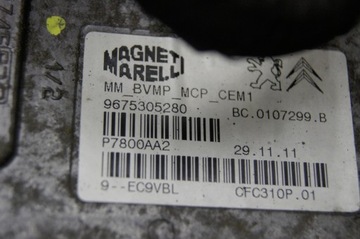 MAGNETI
MARELLI
MM_BVMP_MCP_CEM1
9675305280
BC.0107299.B
P7800AA2
29.11.11
9--EC9VBL
CFC310P.01
1/2